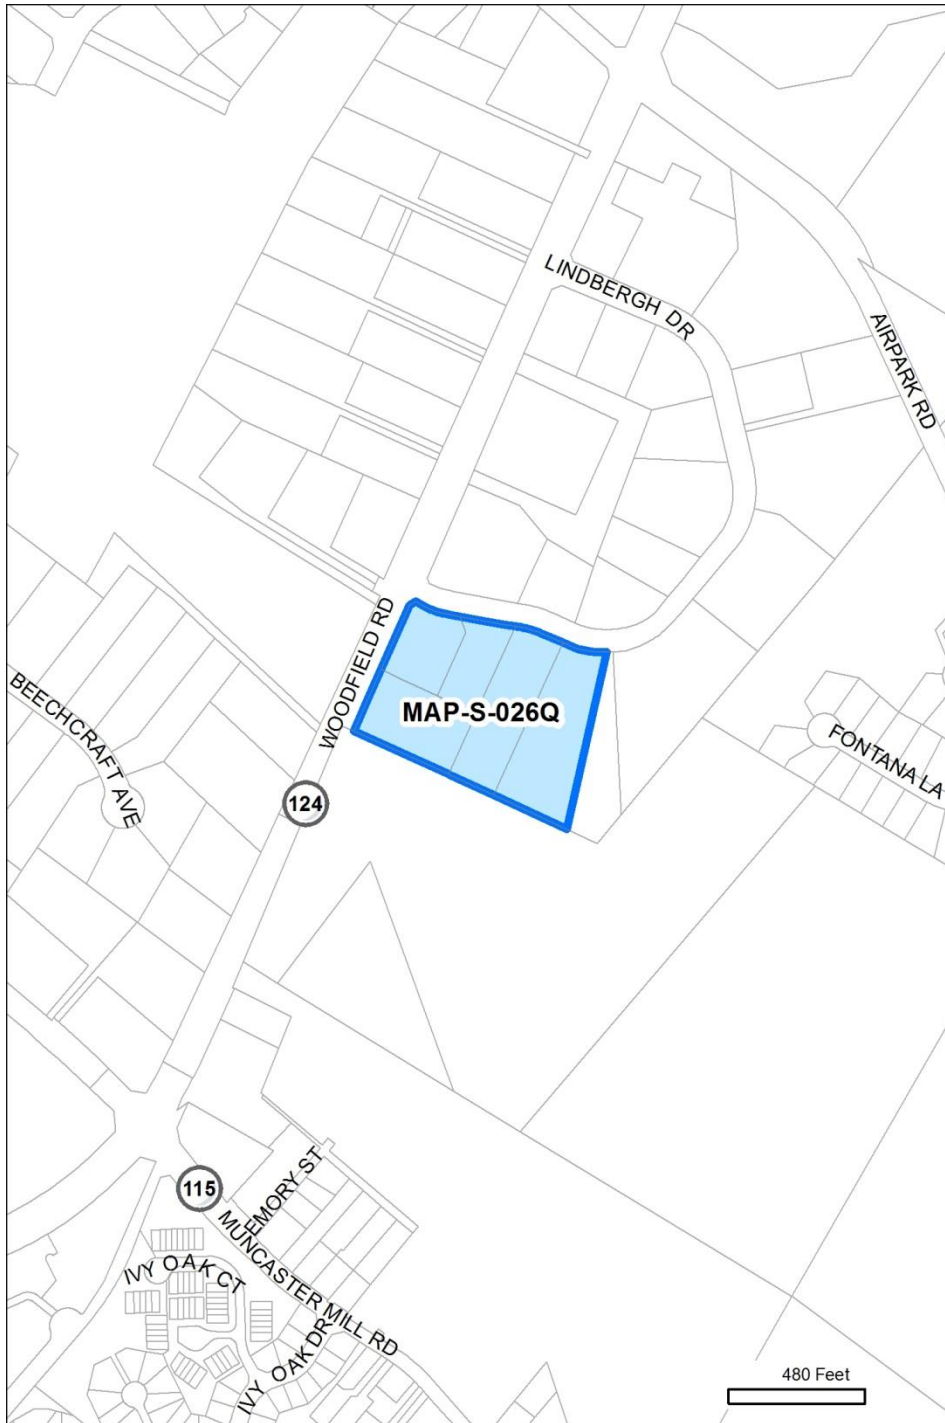 LINDBERGH DR
AIRPARK RD
WOODFIELD RD
MAP-S-026Q
BEECHCRAFT AVE
FONTANA LA
124
EMORY ST
115
MUNCASTER MILL RD
IVY OAK CT
IVY OAK DR
480 Feet